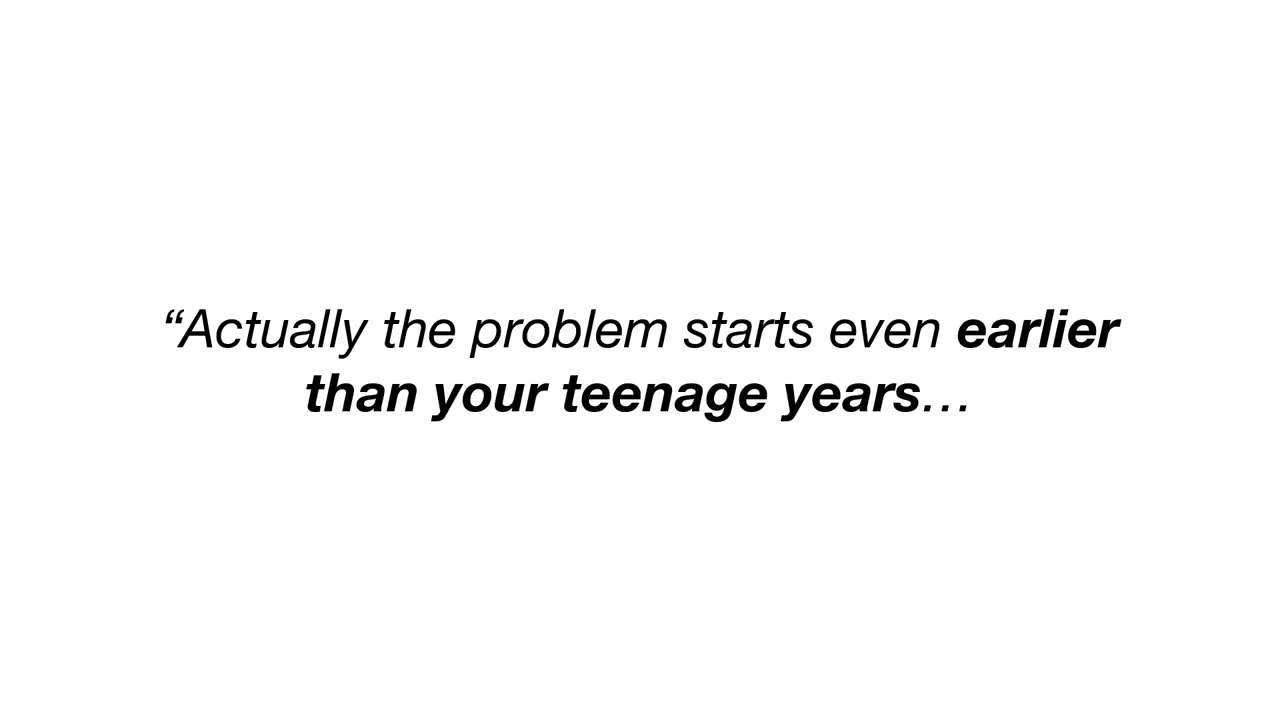 “Actually the problem starts even earlier
than your teenage years…